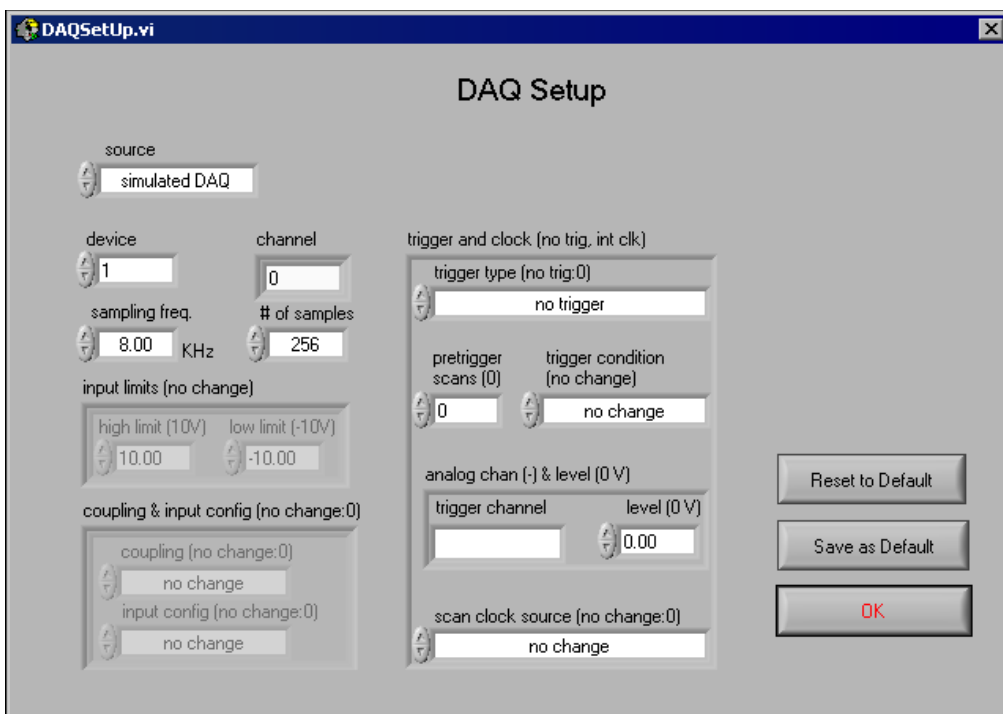 DAQSetUp.vi
DAQ Setup
source
simulated DAQ
device
1
channel
0
sampling freq.
8.00
KHz
# of samples
256
input limits (no change)
high limit (10V)
10.00
low limit (-10V)
-10.00
coupling & input config (no change:0)
coupling (no change:0)
no change
input config (no change:0)
no change
trigger and clock (no trig, int clk)
trigger type (no trig:0)
no trigger
pretrigger
scans (0)
0
trigger condition
(no change)
no change
analog chan (-) & level (0 V)
trigger channel
level (0 V)
0.00
scan clock source (no change:0)
no change
Reset to Default
Save as Default
OK